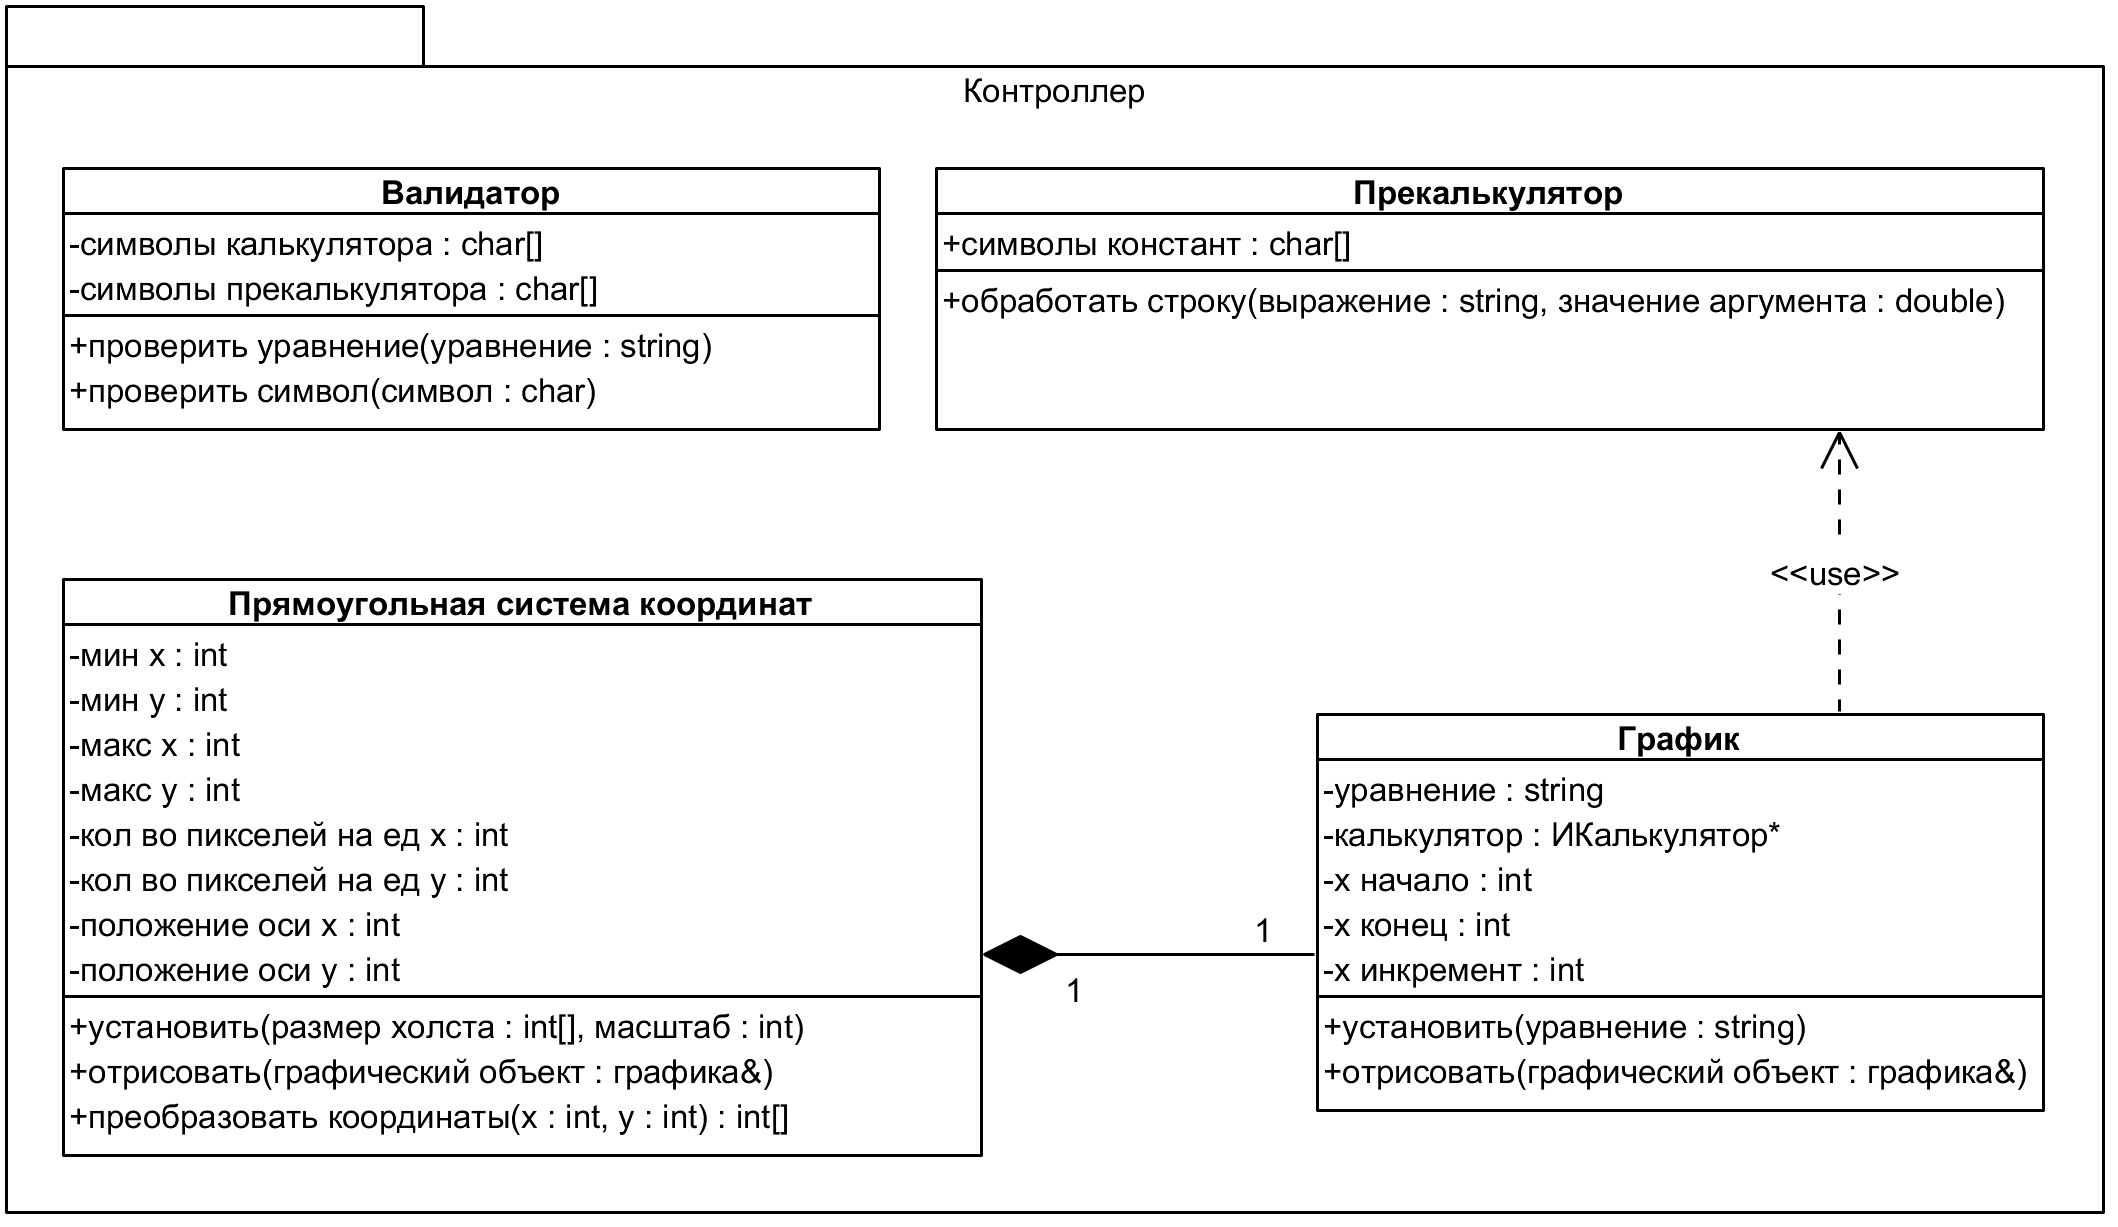 Контроллер
Валидатор
-символы калькулятора : char[]
-символы прекалькулятора : char[]
+проверить уравнение(уравнение : string)
+проверить символ(символ : char)
Прекалькулятор
+символы констант : char[]
+обработать строку(выражение : string, значение аргумента : double)
<<use>>
Прямоугольная система координат
-мин x : int
-мин y : int
-макс x : int
-макс y : int
-кол во пикселей на ед x : int
-кол во пикселей на ед y : int
-положение оси x : int
-положение оси y : int
+установить(размер холста : int[], масштаб : int)
+отрисовать(графический объект : графика&)
+преобразовать координаты(x : int, y : int) : int[]
1
1
График
-уравнение : string
-калькулятор : ИКалькулятор*
-x начало : int
-x конец : int
-x инкремент : int
+установить(уравнение : string)
+отрисовать(графический объект : графика&)